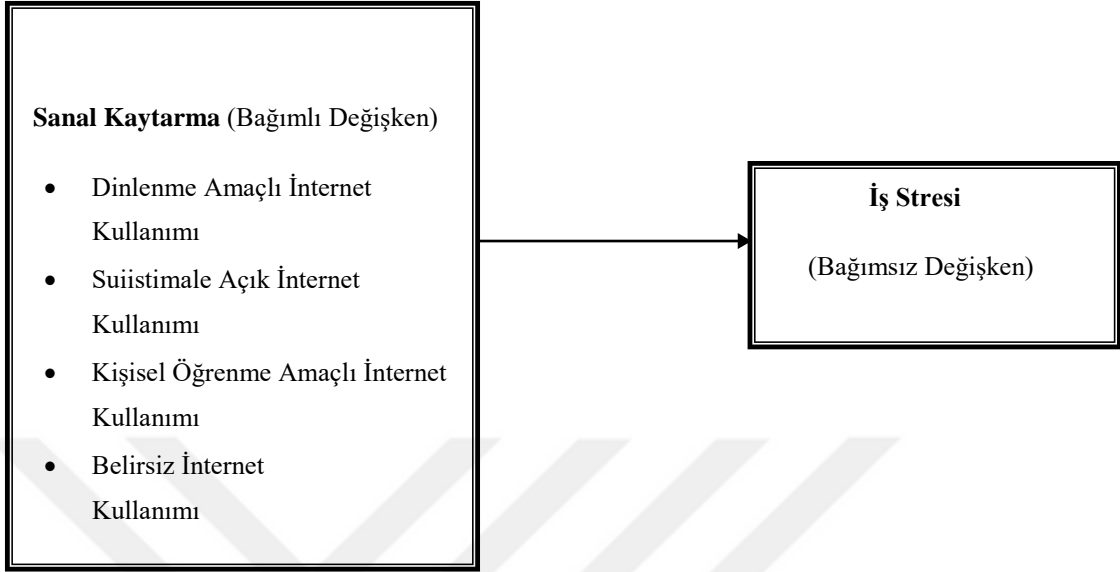 Sanal Kaytarma (Bağımlı Değişken)
• Dinlenme Amaçlı İnternet
Kullanımı
• Suiistimale Açık İnternet
Kullanımı
• Kişisel Öğrenme Amaçlı İnternet
Kullanımı
• Belirsiz İnternet
Kullanımı
İş Stresi
(Bağımsız Değişken)